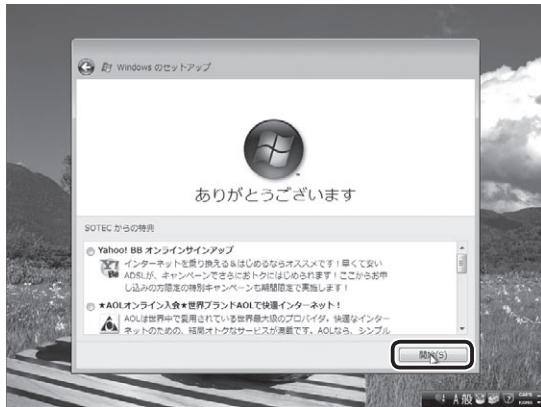 Windows のセットアップ
ありがとうございます
SOTEC からの特典
Yahoo! BB オンラインサインアップ
インターネットを乗り換える＆はじめるならオススメです！早くて安い
ADSLが、キャンペーンでさらにおトクにはじめられます！ここからお申
し込みの方限定の特別キャンペーンも期間限定で実施します！
★AOLオンライン入会★世界ブランドAOLで快適インターネット！
AOLは世界中で愛用されている世界最大級のプロバイダ。快適なインター
ネットのための、結局オトクなサービスが満載です。AOLなら、シンプル
開始(S)
A 般
CAPS
KANA